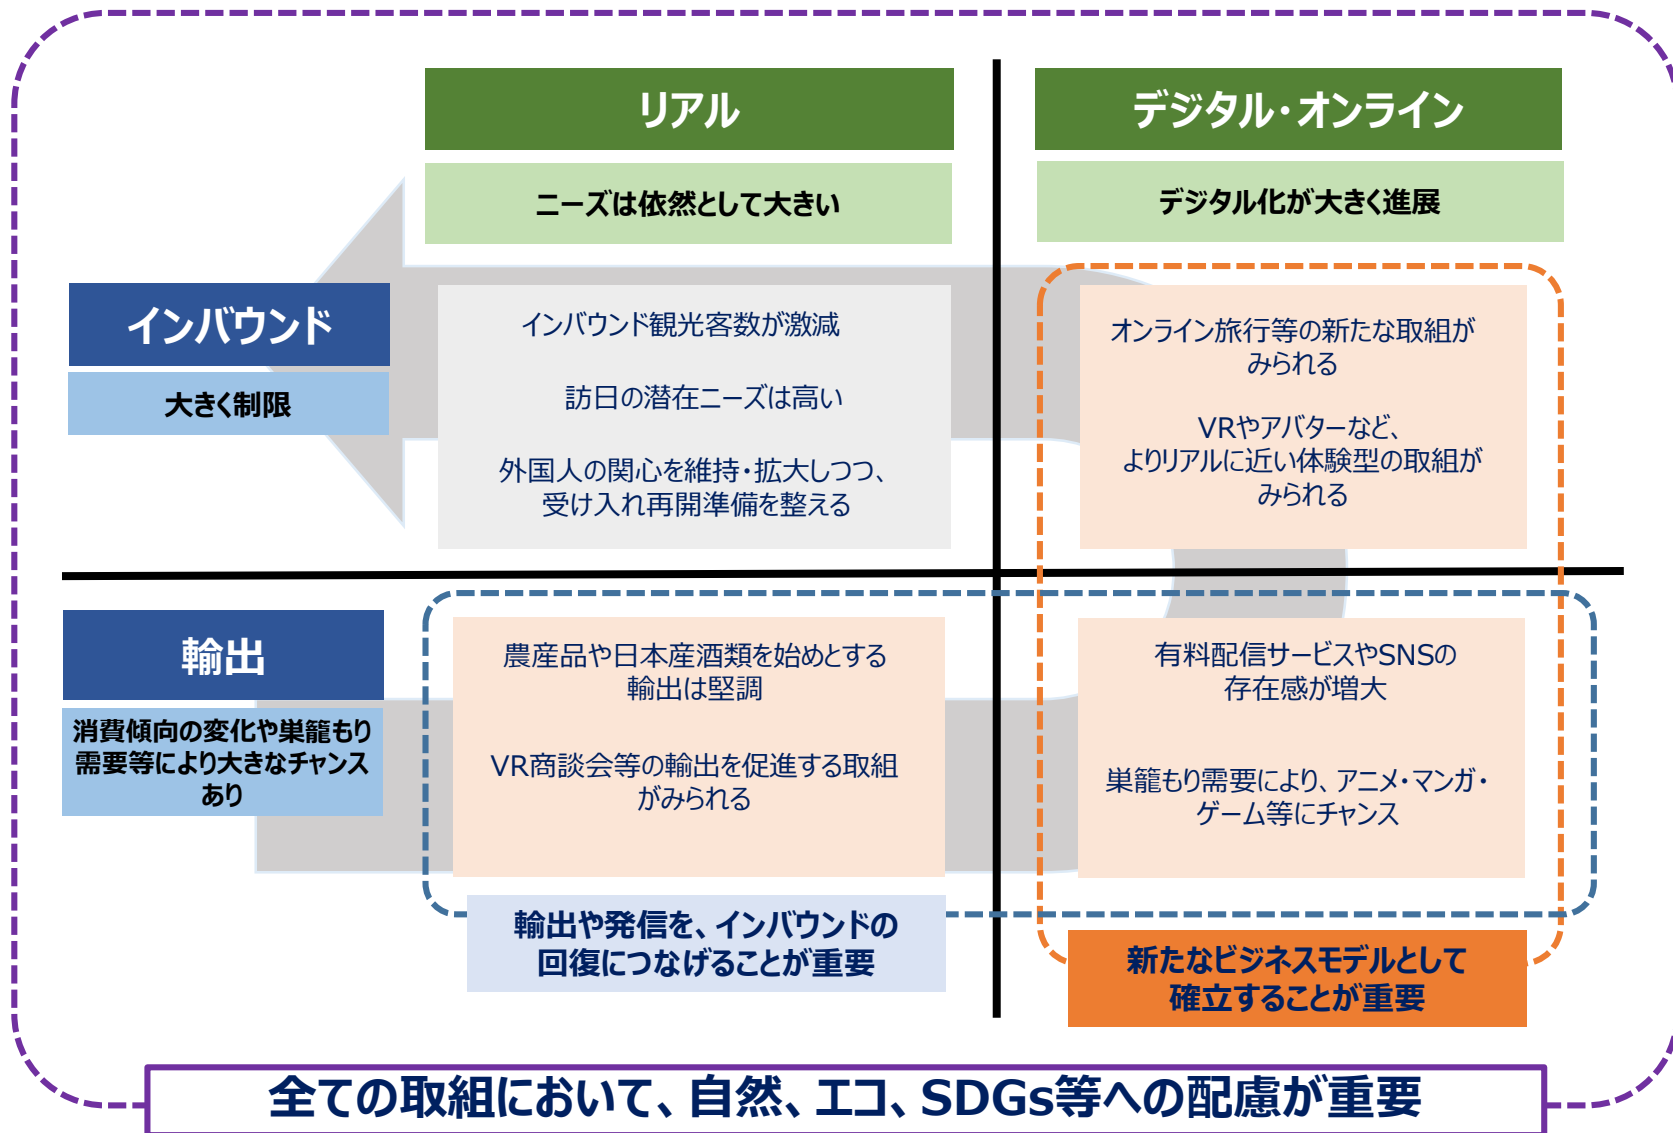 リアル
デジタル・オンライン
ニーズは依然として大きい
デジタル化が大きく進展
インバウンド
大きく制限
インバウンド観光客数が激減
訪日の潜在ニーズは高い
外国人の関心を維持・拡大しつつ、
受け入れ再開準備を整える
オンライン旅行等の新たな取組が
みられる
VRやアバターなど、
よりリアルに近い体験型の取組が
みられる
輸出
消費傾向の変化や巣籠もり
需要等により大きなチャンス
あり
農産品や日本産酒類を始めとする
輸出は堅調
VR商談会等の輸出を促進する取組
がみられる
有料配信サービスやSNSの
存在感が増大
巣籠もり需要により、アニメ・マンガ・
ゲーム等にチャンス
輸出や発信を、インバウンドの
回復につなげることが重要
新たなビジネスモデルとして
確立することが重要
全ての取組において、自然、エコ、SDGs等への配慮が重要